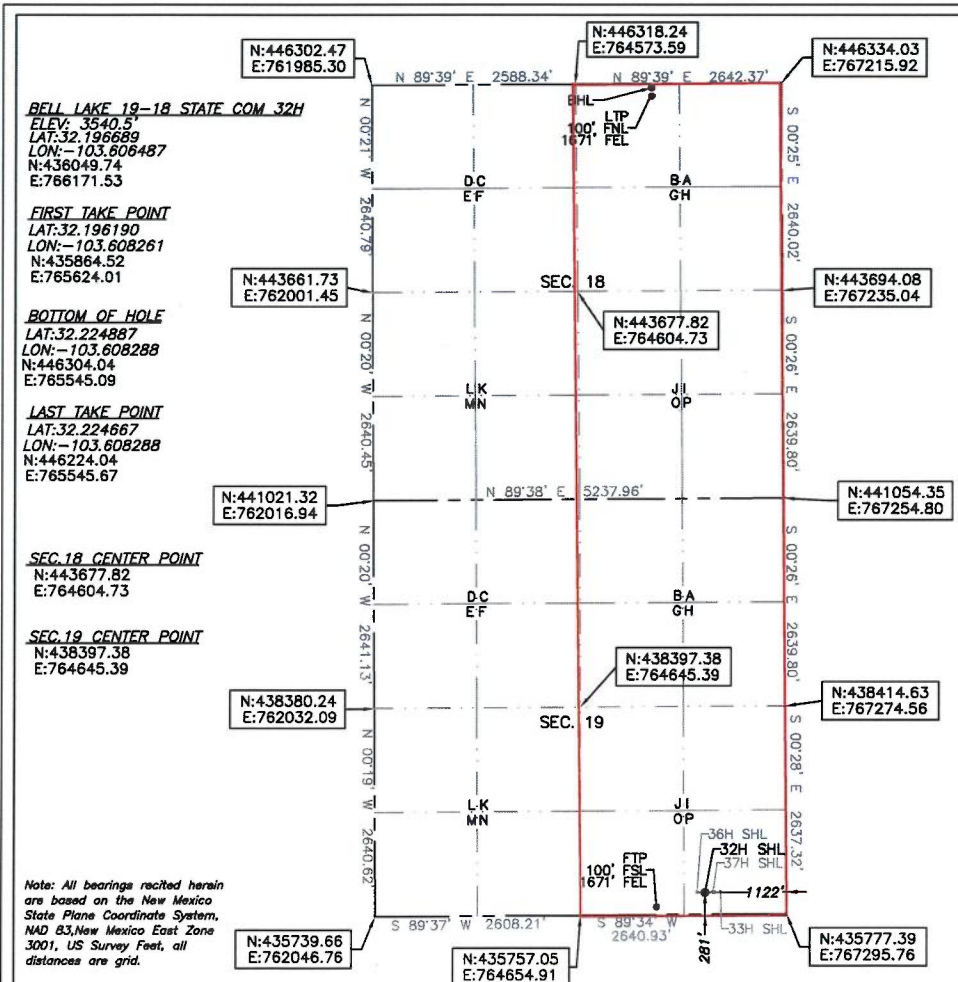 N:446302.47
E:761985.30
N:446318.24
E:764573.59
N:446334.03
E:767215.92
N 89°39' E 2588.34'
N 89°39' E 2642.37'
BELL LAKE 19-18 STATE COM 32H
ELEV: 3540.5'
LAT:32.196689
LON:-103.606487
N:436049.74
E:766171.53
FIRST TAKE POINT
LAT:32.196190
LON:-103.608261
N:435864.52
E:765624.01
BOTTOM OF HOLE
LAT:32.224887
LON:-103.608288
N:446304.04
E:765545.09
LAST TAKE POINT
LAT:32.224667
LON:-103.608288
N:446224.04
E:765545.67
SEC.18 CENTER POINT
N:443677.82
E:764604.73
SEC.19 CENTER POINT
N:438397.38
E:764645.39
Note: All bearings recited herein
are based on the New Mexico
State Plane Coordinate System,
NAD 83,New Mexico East Zone
3001, US Survey Feet, all
distances are grid.
BHL
LTP
100' FNL
1671' FEL
N 00°21' W 2640.79'
S 00°25' E 2640.02'
D C
E F
B A
G H
N:443661.73
E:762001.45
SEC. 18
N:443677.82
E:764604.73
N:443694.08
E:767235.04
N 00°20' W 2640.45'
S 00°26' E 2639.80'
L K
M N
J I
O P
N:441021.32
E:762016.94
N 89°38' E 5237.96'
N:441054.35
E:767254.80
N 00°20' W 2641.13'
S 00°26' E 2639.80'
D C
E F
B A
G H
N:438380.24
E:762032.09
SEC. 19
N:438397.38
E:764645.39
N:438414.63
E:767274.56
N 00°19' W 2640.62'
S 00°28' E 2637.32'
L K
M N
J I
O P
36H SHL
32H SHL
37H SHL
1122'
33H SHL
281'
FTP
100' FSL
1671' FEL
S 89°37' W 2608.21'
S 89°34' W
2640.93'
N:435739.66
E:762046.76
N:435757.05
E:764654.91
N:435777.39
E:767295.76